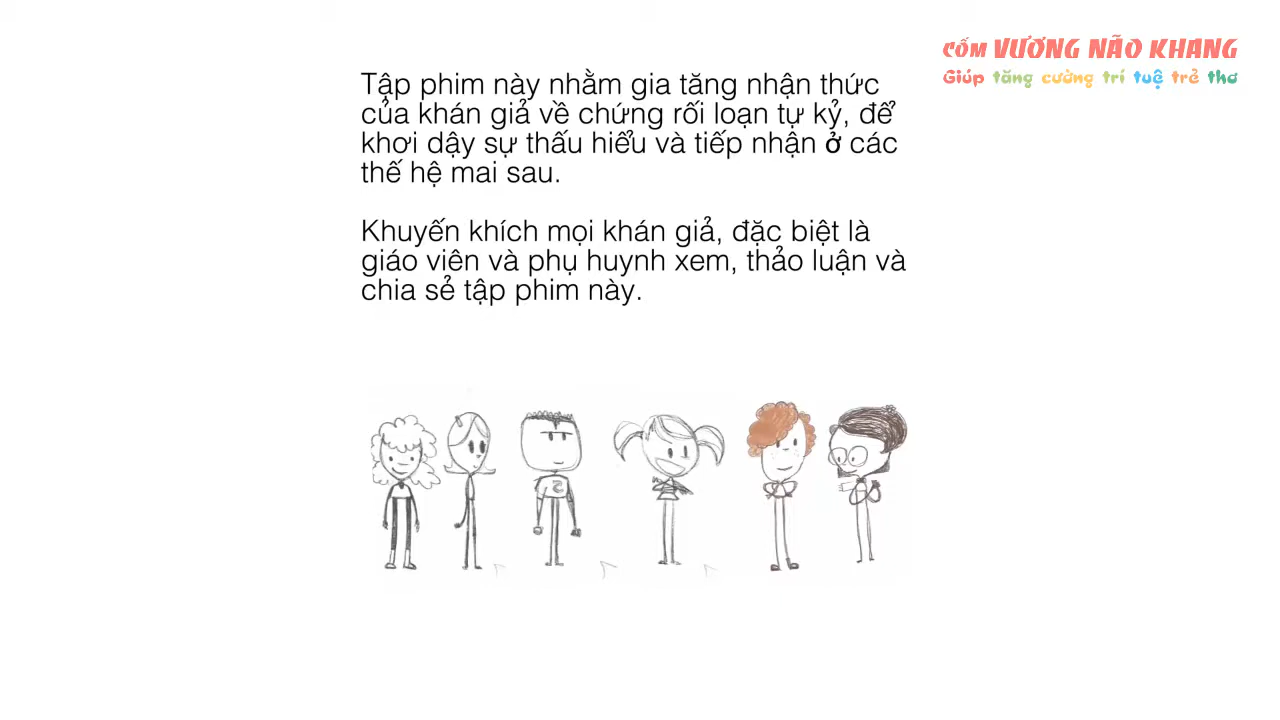 CỐM VƯƠNG NÃO KHANG
Giúp tăng cường trí tuệ trẻ thơ
Tập phim này nhằm gia tăng nhận thức
của khán giả về chứng rối loạn tự kỷ, để
khơi dậy sự thấu hiểu và tiếp nhận ở các
thế hệ mai sau.
Khuyến khích mọi khán giả, đặc biệt là
giáo viên và phụ huynh xem, thảo luận và
chia sẻ tập phim này.